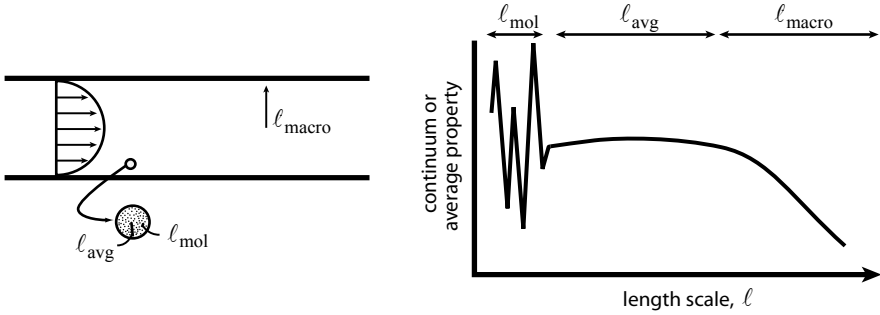 ℓmacro
ℓavg
ℓmol
ℓmol
ℓavg
ℓmacro
continuum or
average property
length scale, ℓ